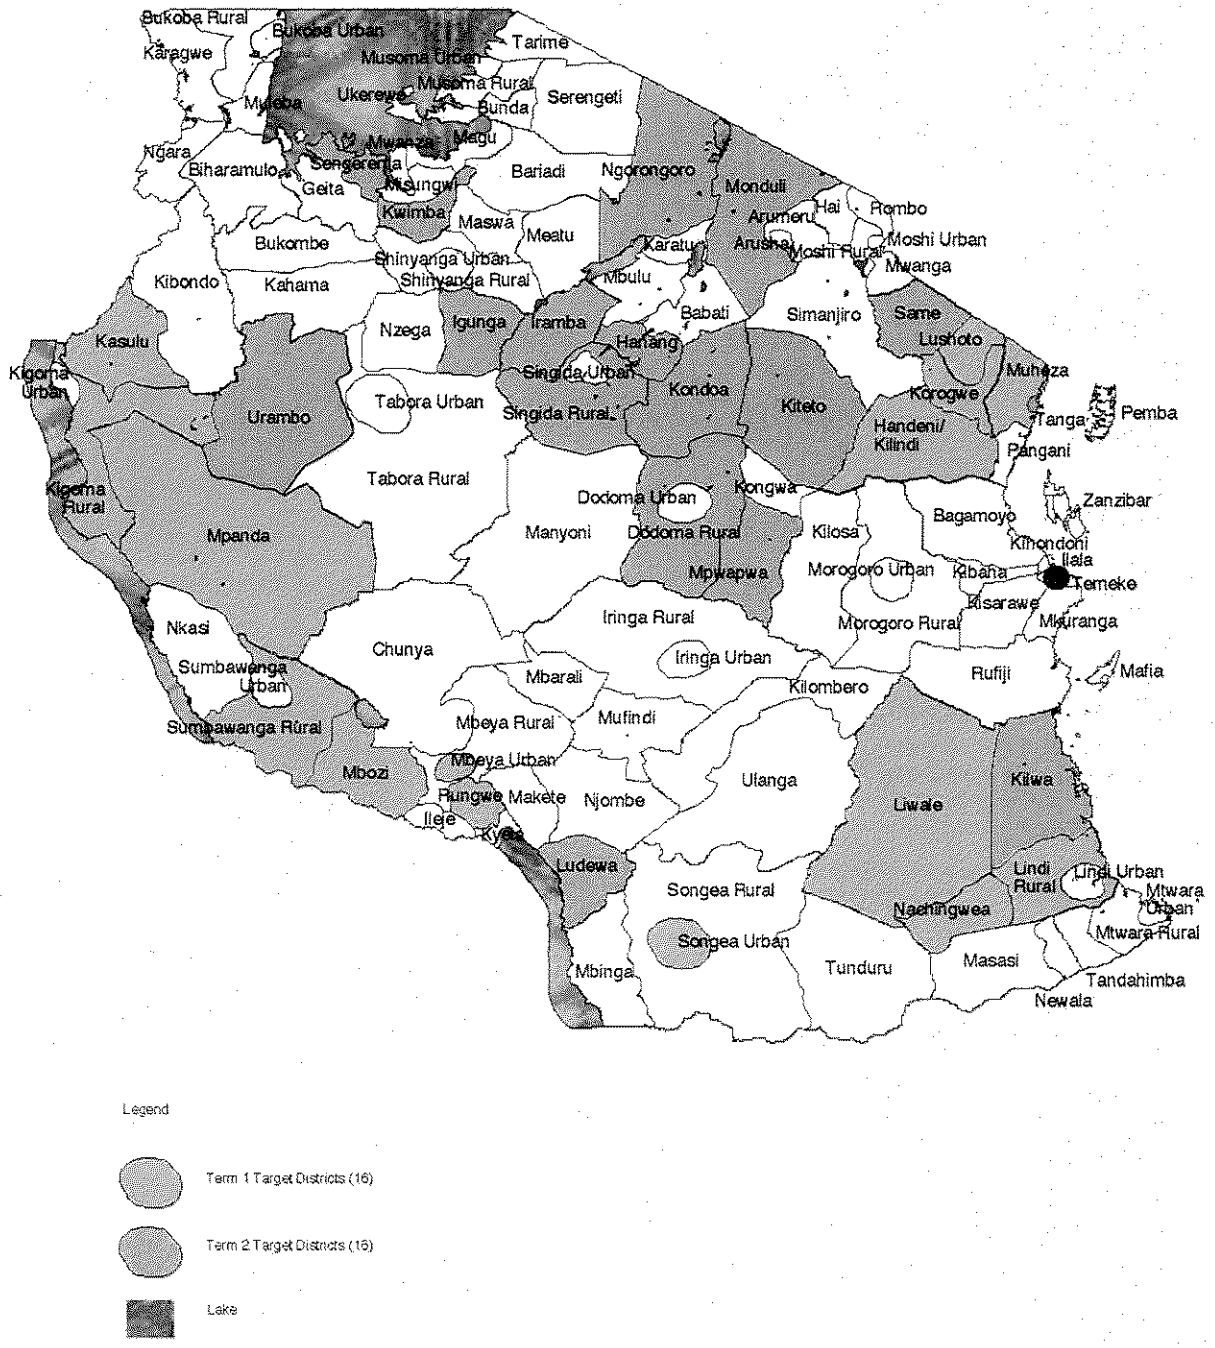 Bukoba Rural
Bukoba Urban
Karagwe
Tarime
Musoma Urban
Musoma Rural
Ukerewe
Serengeti
Muleba
Bunda
Magu
Mwanza
Ngara
Biharamulo
Sengerema
Geita
Misungwi
Bariadi
Ngorongoro
Monduli
Kwimba
Maswa
Meatu
Arumeru
Hai
Rombo
Bukombe
Karatu
Arusha
Moshi Rural
Moshi Urban
Shinyanga Urban
Shinyanga Rural
Mwanga
Kibondo
Kahama
Mbulu
Babati
Simanjiro
Same
Kasulu
Nzega
Igunga
Iramba
Hanang
Lushoto
Kigoma
Urban
Singida Urban
Muheza
Urambo
Tabora Urban
Singida Rural
Kondoa
Kiteto
Korogwe
Handeni/
Kilindi
Tanga
Pemba
Pangani
Kigoma
Rural
Tabora Rural
Dodoma Urban
Kongwa
Zanzibar
Mpanda
Manyoni
Dodoma Rural
Kilosa
Bagamoyo
Kihondoni
Ilala
Mpwapwa
Morogoro Urban
Kibaha
Temeke
Kisarawe
Nkasi
Iringa Rural
Morogoro Rural
Mkuranga
Chunya
Sumbawanga
Urban
Mbarali
Iringa Urban
Kilombero
Rufiji
Mafia
Sumbawanga Rural
Mbeya Rural
Mufindi
Mbozi
Mbeya Urban
Ulanga
Kilwa
Rungwe
Makete
Njombe
Liwale
Ileje
Kyela
Ludewa
Lindi
Rural
Lindi Urban
Songea Rural
Nachingwea
Mtwara
Urban
Songea Urban
Mtwara Rural
Mbinga
Tunduru
Masasi
Tandahimba
Newala
Legend
Term 1 Target Districts (16)
Term 2 Target Districts (16)
Lake